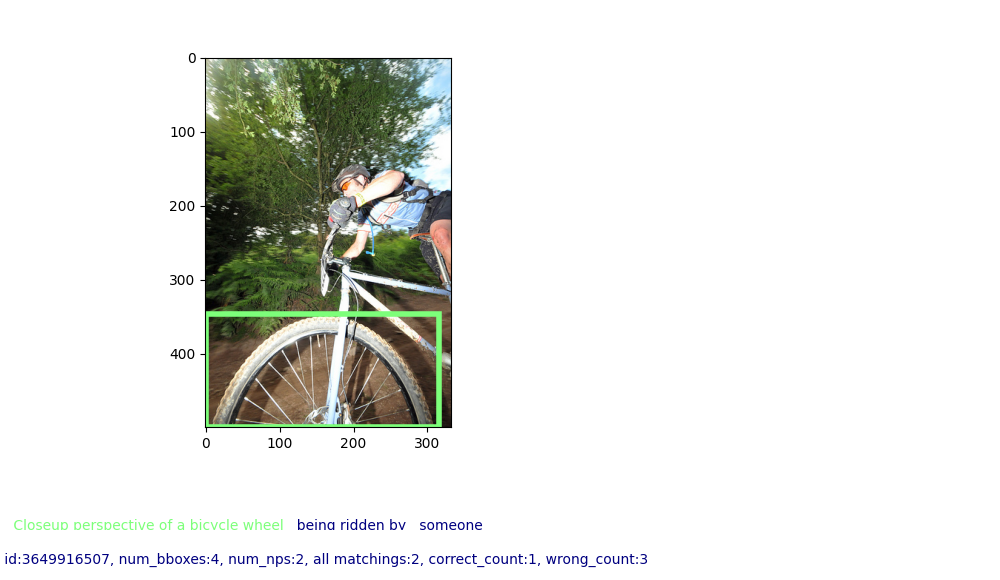 0
100
200
300
400
0 100 200 300
Closeup perspective of a bicycle wheel being ridden by someone
id:3649916507, num_bboxes:4, num_nps:2, all matchings:2, correct_count:1, wrong_count:3